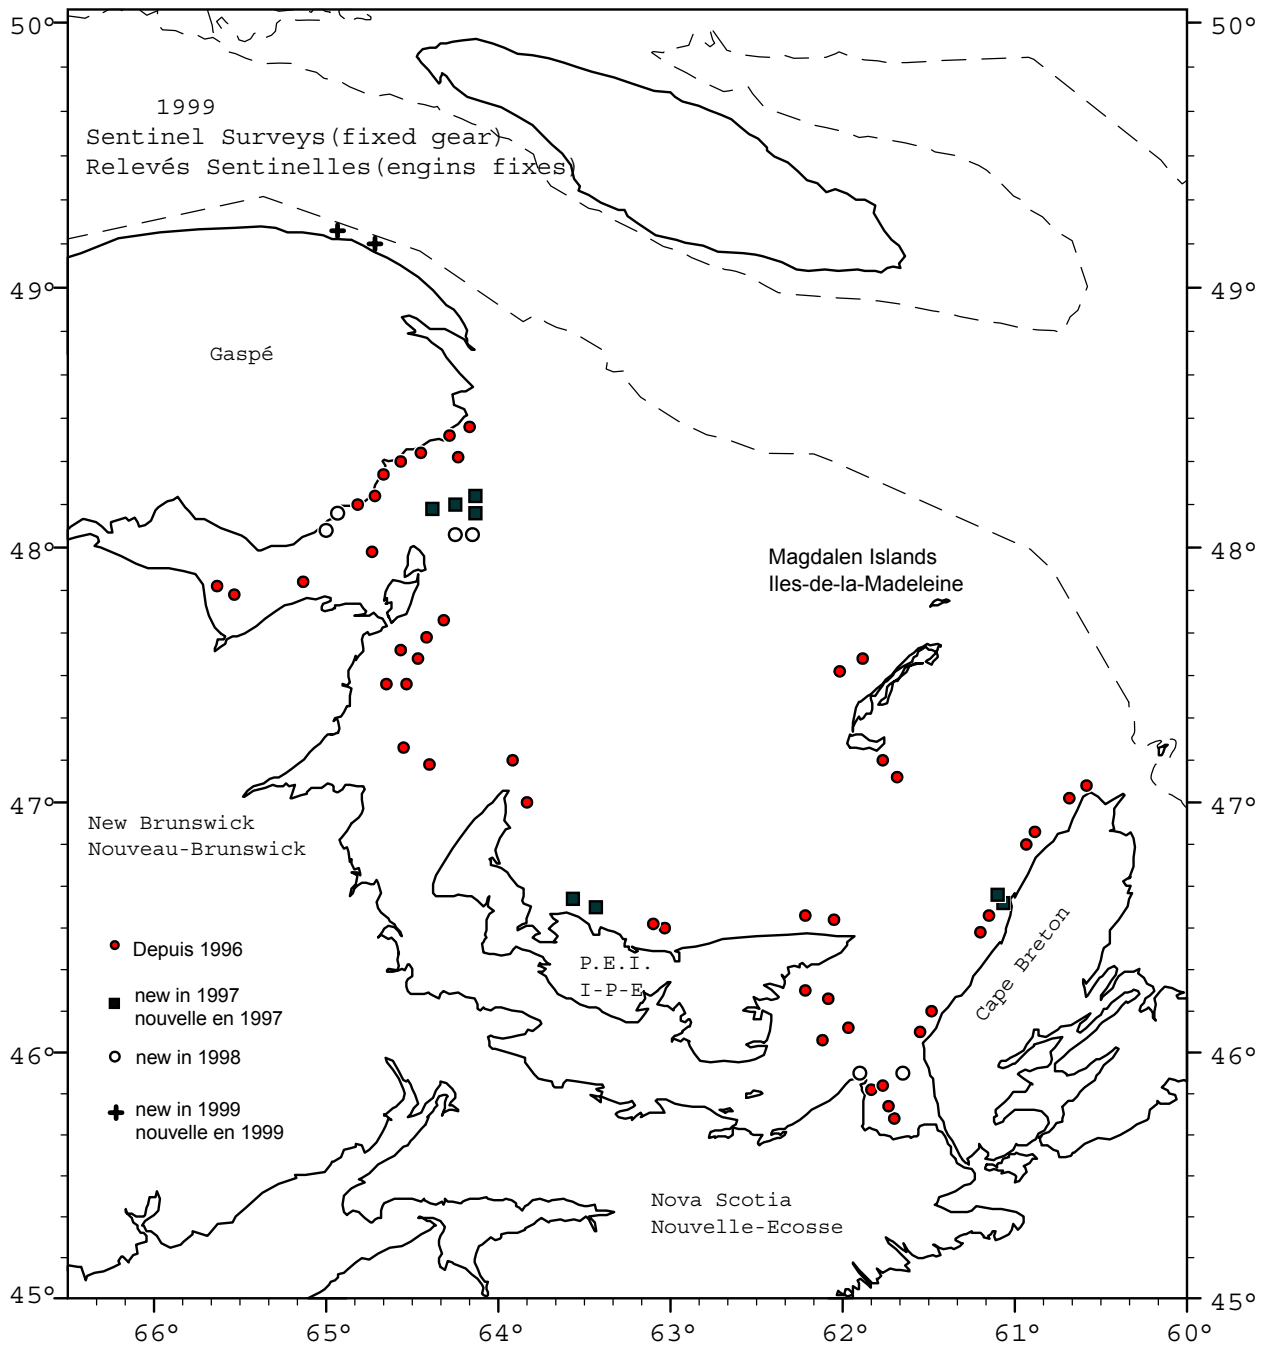 50°
50°
1999
Sentinel Surveys(fixed gear)
Relevés Sentinelles(engins fixes)
49°
49°
Gaspé
48°
48°
Magdalen Islands
Iles-de-la-Madeleine
47°
47°
New Brunswick
Nouveau-Brunswick
Depuis 1996
new in 1997
nouvelle en 1997
new in 1998
new in 1999
nouvelle en 1999
P.E.I.
I-P-E
Cape Breton
46°
46°
Nova Scotia
Nouvelle-Ecosse
45°
45°
66°
65°
64°
63°
62°
61°
60°